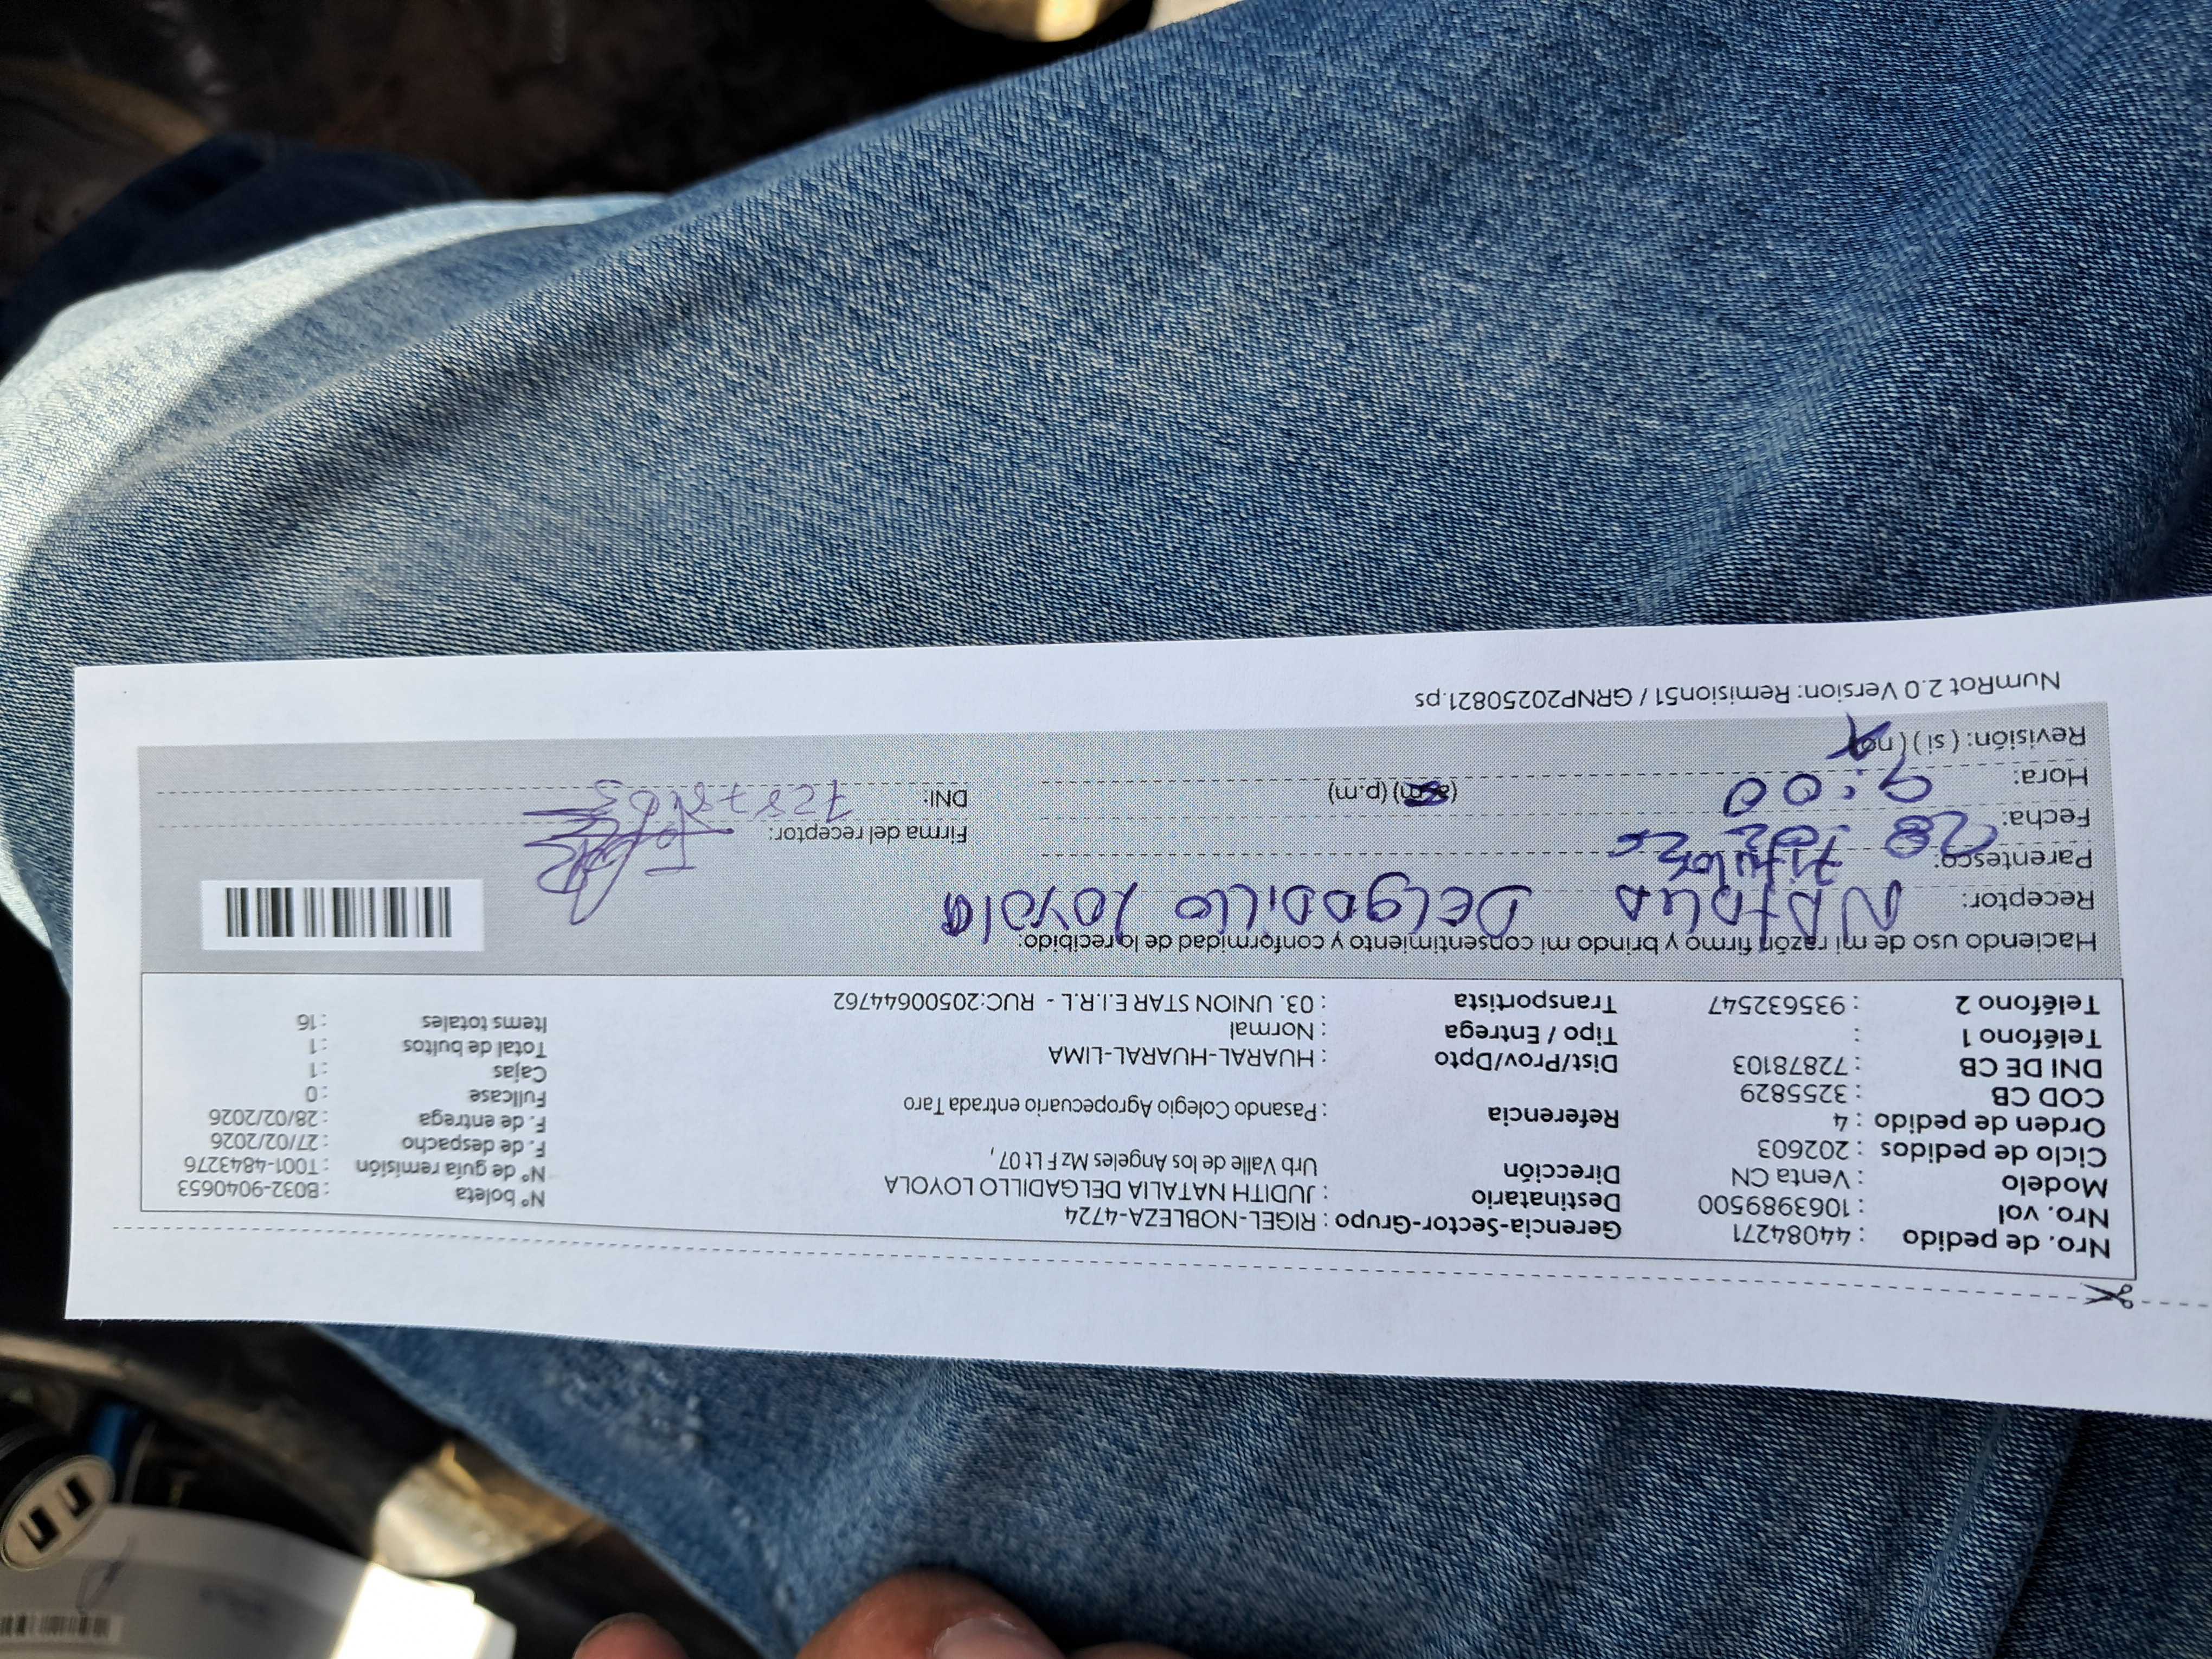 Nro. de pedido : 44084271
Nro. vol : 1063989500
Modelo : Venta CN
Ciclo de pedidos : 202603
Orden de pedido : 4
COD CB : 3255829
DNI DE CB : 72878103
Teléfono 1 :
Teléfono 2 : 935632547
Gerencia-Sector-Grupo : RIGEL-NOBLEZA-4724
Destinatario : JUDITH NATALIA DELGADILLO LOYOLA
Dirección Urb Valle de los Angeles Mz F Lt 07,
Referencia : Pasando Colegio Agropecuario entrada Taro
Dist/Prov/Dpto : HUARAL-HUARAL-LIMA
Tipo / Entrega : Normal
Transportista : 03. UNION STAR E.I.R.L - RUC:20500644762
Nº boleta : B032-9040653
Nº de guía remisión : T001-4843276
F. de despacho : 27/02/2026
F. de entrega : 28/02/2026
Fullcase : 0
Cajas : 1
Total de bultos : 1
Items totales : 16
Haciendo uso de mi razón firmo y brindo mi consentimiento y conformidad de lo recibido:
Receptor: Natalia Delgadillo Loyola
Parentesco: Titular
Fecha: 28
Hora: 9:00 (a.m) (p.m)
Revisión: ( si ) ( no )
Firma del receptor:
DNI: 72878103
NumRot 2.0 Version: Remision51 / GRNP20250821.ps